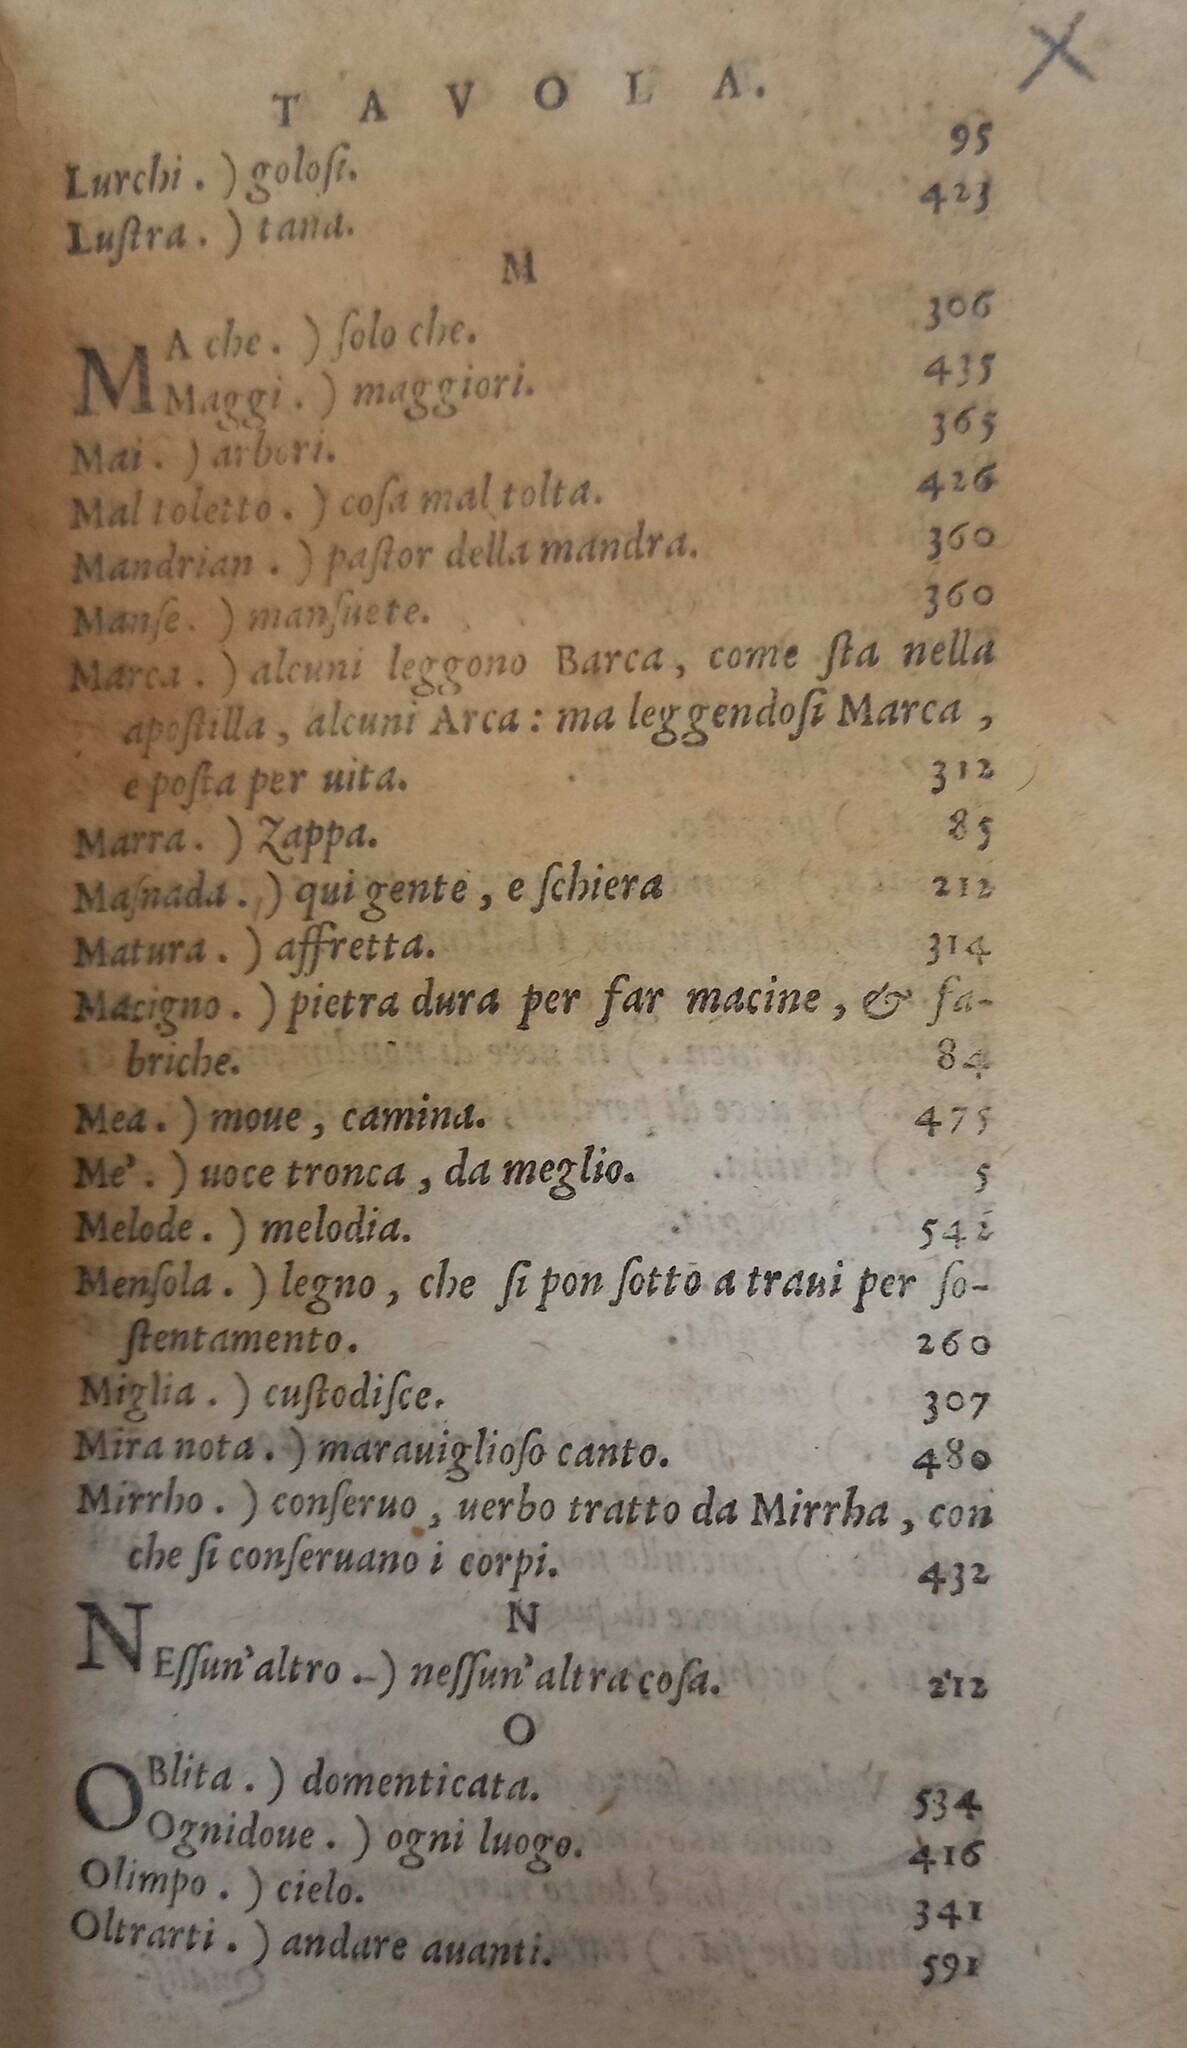 TAVOLA.
Lurchi. ) golosi. 95
Lustra. ) tana. 423
M
MA che. ) solo che. 306
Maggi. ) maggiori. 435
Mai. ) arbori. 365
Mal toletto. ) cosa mal tolta. 426
Mandrian. ) pastor della mandra. 360
Manse. ) mansuete. 360
Marca. ) alcuni leggono Barca, come sta nella
apostilla, alcuni Arca: ma leggendosi Marca,
e posta per uita. 312
Marra. ) Zappa. 85
Masnada. ) qui gente, e schiera 212
Matura. ) affretta. 314
Macigno. ) pietra dura per far macine, & fa-
briche. 84
Mea. ) moue, camina. 475
Me'. ) uoce tronca, da meglio. 5
Melode. ) melodia. 542
Mensola. ) legno, che si pon sotto a traui per so-
stentamento. 260
Miglia. ) custodisce. 307
Mira nota. ) marauiglioso canto. 480
Mirrho. ) conseruo, uerbo tratto da Mirrha, con
che si conseruano i corpi. 432
N
NEssun'altro. ) nessun'altra cosa. 212
O
OBlita. ) domenticata. 534
Ognidoue. ) ogni luogo. 416
Olimpo. ) cielo. 341
Oltrarti. ) andare auanti. 591